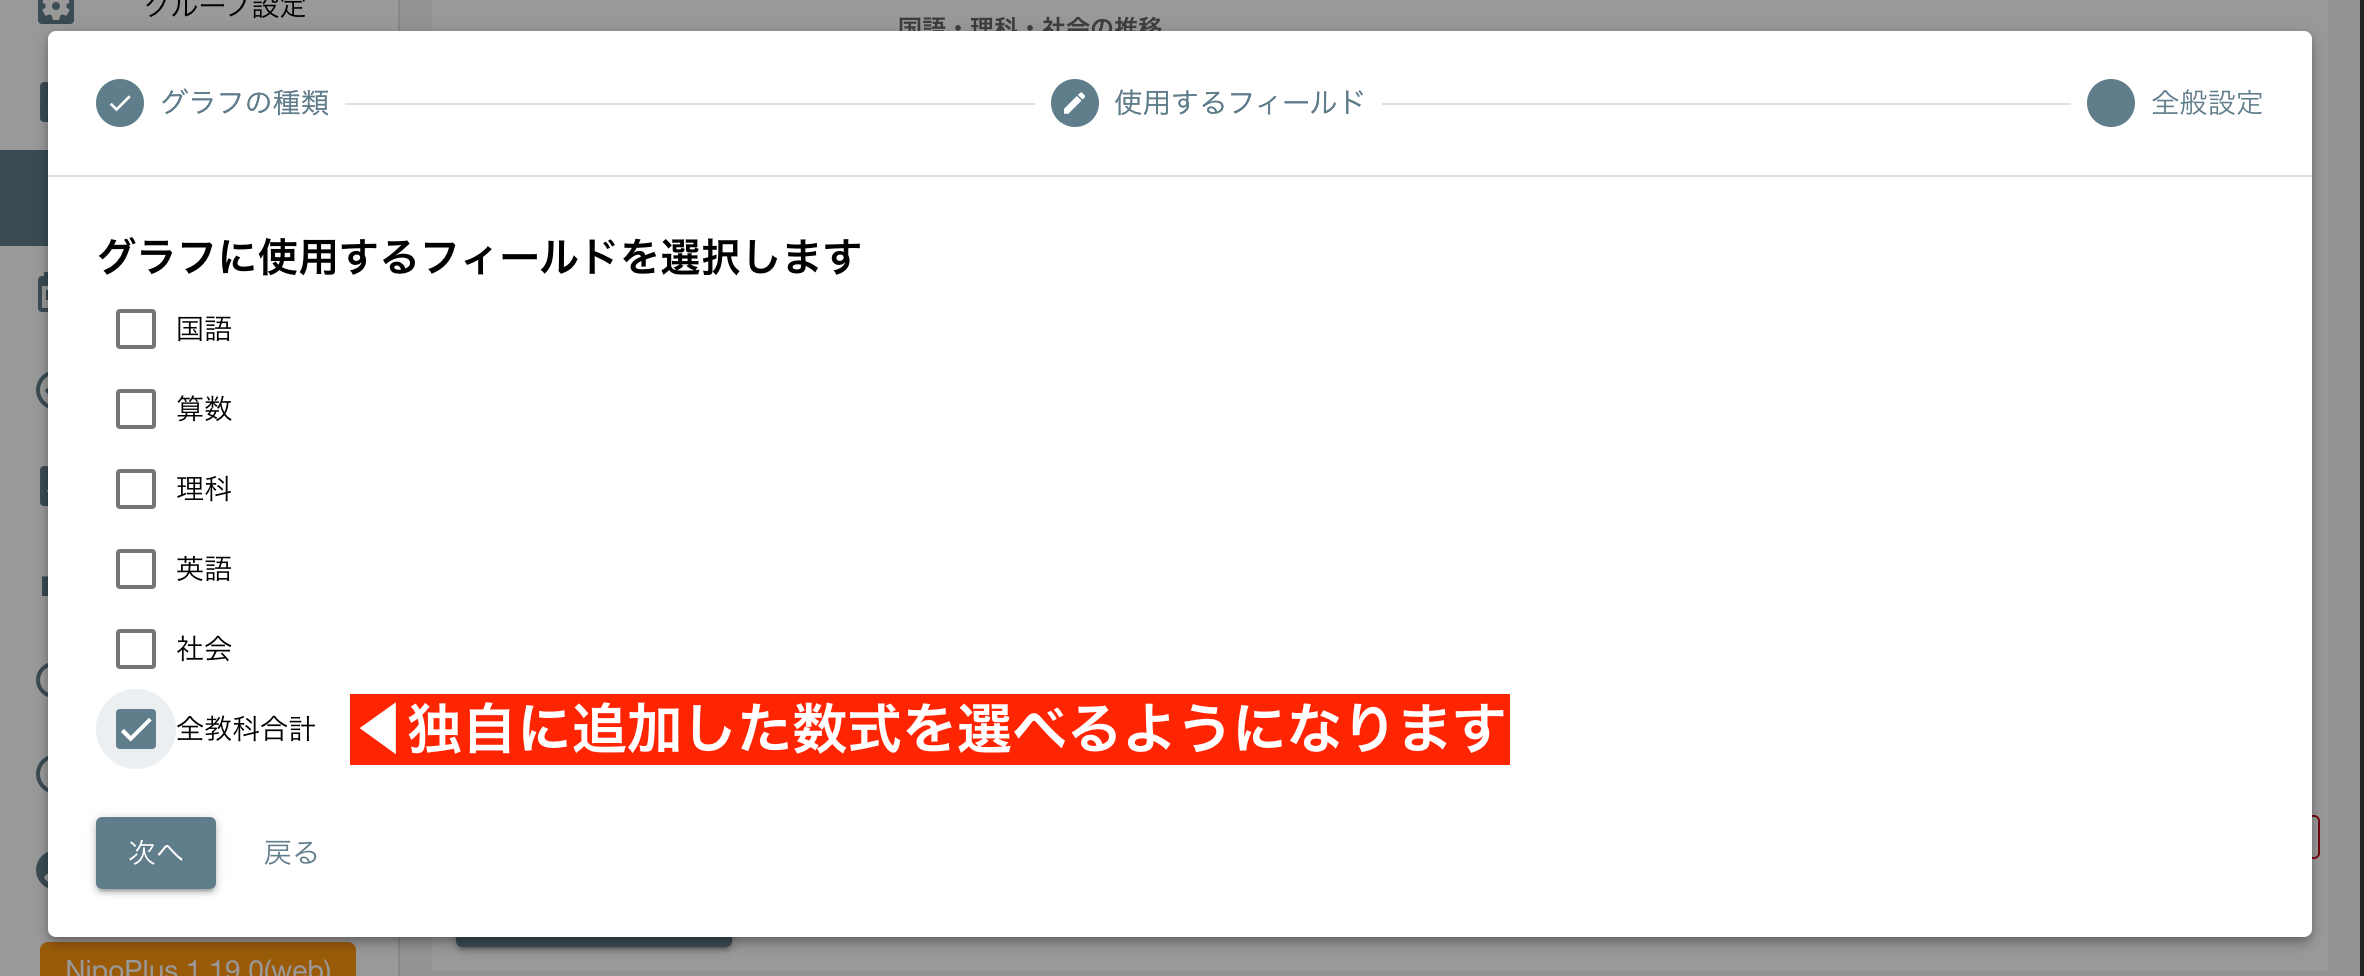 グループ設定
国語・理科・社会の推移
グラフの種類
使用するフィールド
全般設定
グラフに使用するフィールドを選択します
国語
算数
理科
英語
社会
全教科合計
◀独自に追加した数式を選べるようになります
次へ
戻る
NipoPlus 1.19.0(web)